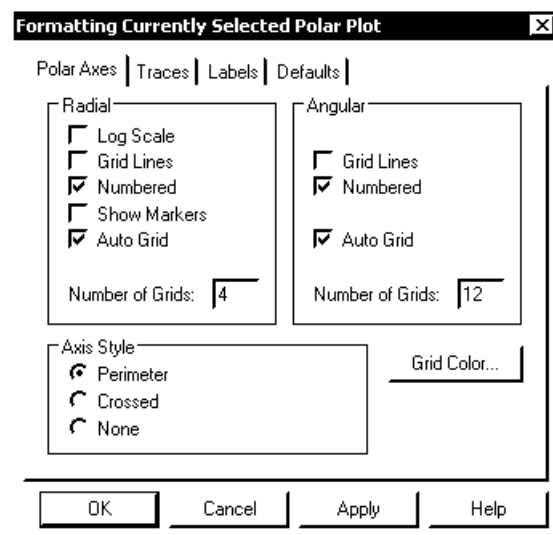 Formatting Currently Selected Polar Plot
Polar Axes Traces Labels Defaults
Radial
Log Scale
Grid Lines
Numbered
Show Markers
Auto Grid
Number of Grids: 4
Angular
Grid Lines
Numbered
Auto Grid
Number of Grids: 12
Axis Style
Perimeter
Crossed
None
Grid Color...
OK Cancel Apply Help